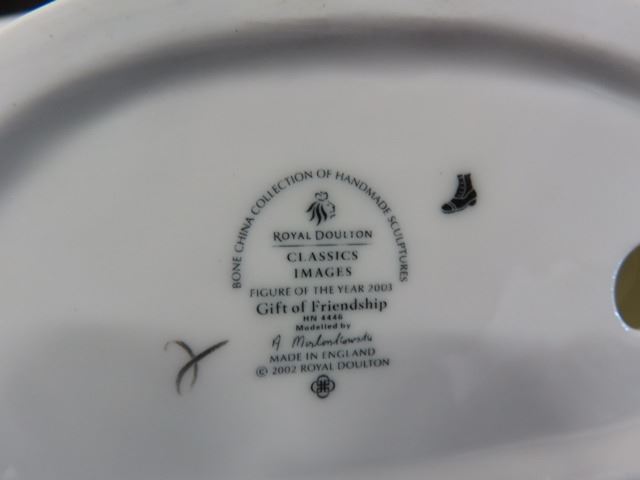 BONE CHINA COLLECTION OF HANDMADE SCULPTURES
ROYAL DOULTON
CLASSICS
IMAGES
FIGURE OF THE YEAR 2003
Gift of Friendship
HN 4446
Modelled by
A Maslankowski
MADE IN ENGLAND
© 2002 ROYAL DOULTON